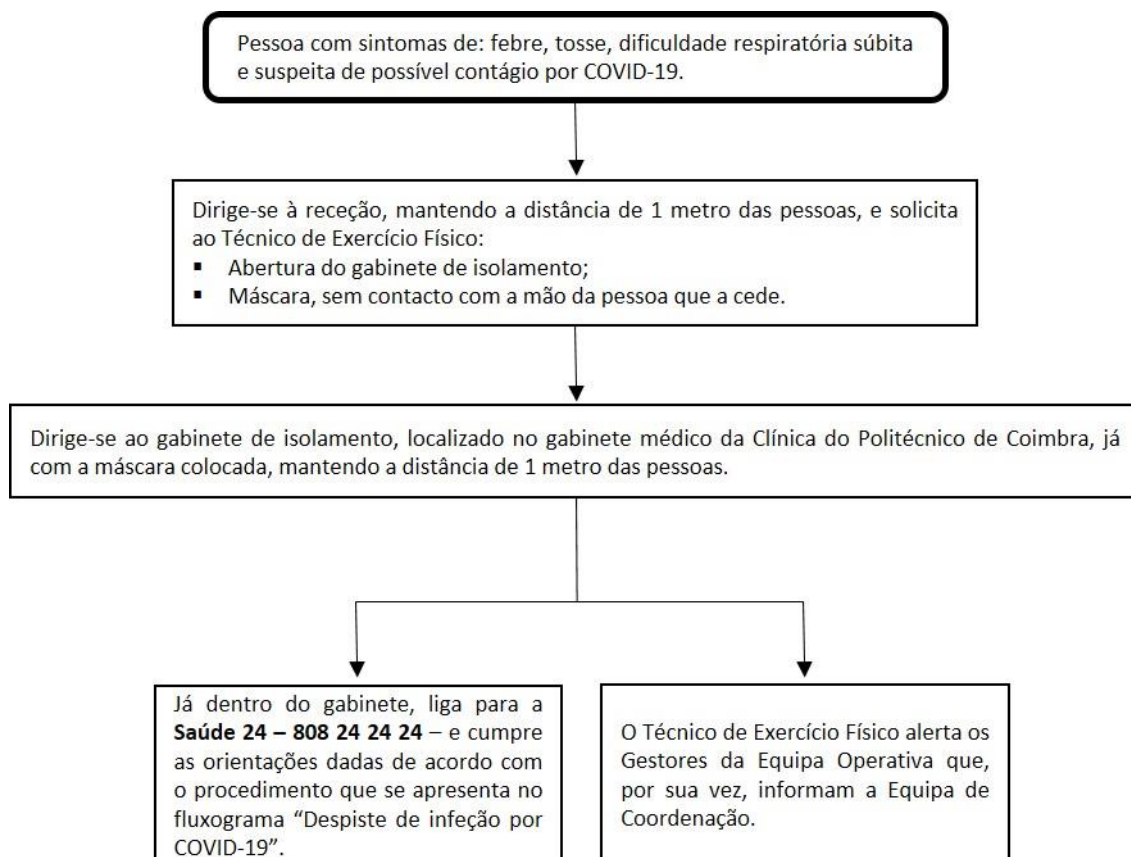 Pessoa com sintomas de: febre, tosse, dificuldade respiratória súbita
e suspeita de possível contágio por COVID-19.
Dirige-se à receção, mantendo a distância de 1 metro das pessoas, e solicita
ao Técnico de Exercício Físico:
▪ Abertura do gabinete de isolamento;
▪ Máscara, sem contacto com a mão da pessoa que a cede.
Dirige-se ao gabinete de isolamento, localizado no gabinete médico da Clínica do Politécnico de Coimbra, já
com a máscara colocada, mantendo a distância de 1 metro das pessoas.
Já dentro do gabinete, liga para a
Saúde 24 – 808 24 24 24 – e cumpre
as orientações dadas de acordo com
o procedimento que se apresenta no
fluxograma “Despiste de infeção por
COVID-19”.
O Técnico de Exercício Físico alerta os
Gestores da Equipa Operativa que,
por sua vez, informam a Equipa de
Coordenação.